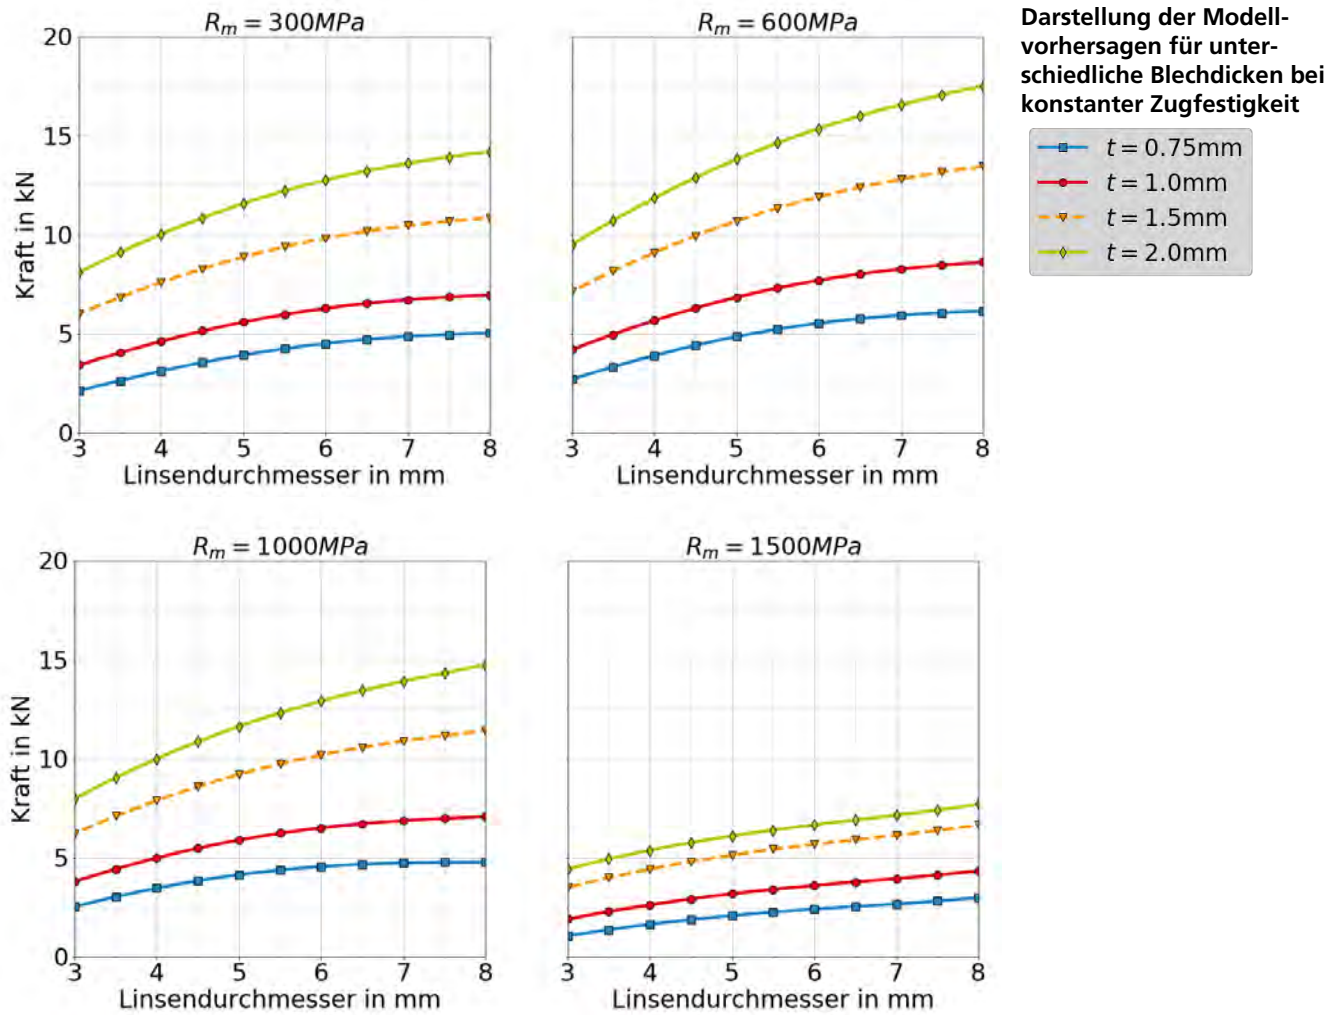 R_m = 300MPa
20
15
10
5
0
Kraft in kN
3 4 5 6 7 8
Linsendurchmesser in mm
R_m = 600MPa
3 4 5 6 7 8
Linsendurchmesser in mm
Darstellung der Modell-
vorhersagen für unter-
schiedliche Blechdicken bei
konstanter Zugfestigkeit
t = 0.75mm
t = 1.0mm
t = 1.5mm
t = 2.0mm
R_m = 1000MPa
20
15
10
5
0
Kraft in kN
3 4 5 6 7 8
Linsendurchmesser in mm
R_m = 1500MPa
3 4 5 6 7 8
Linsendurchmesser in mm